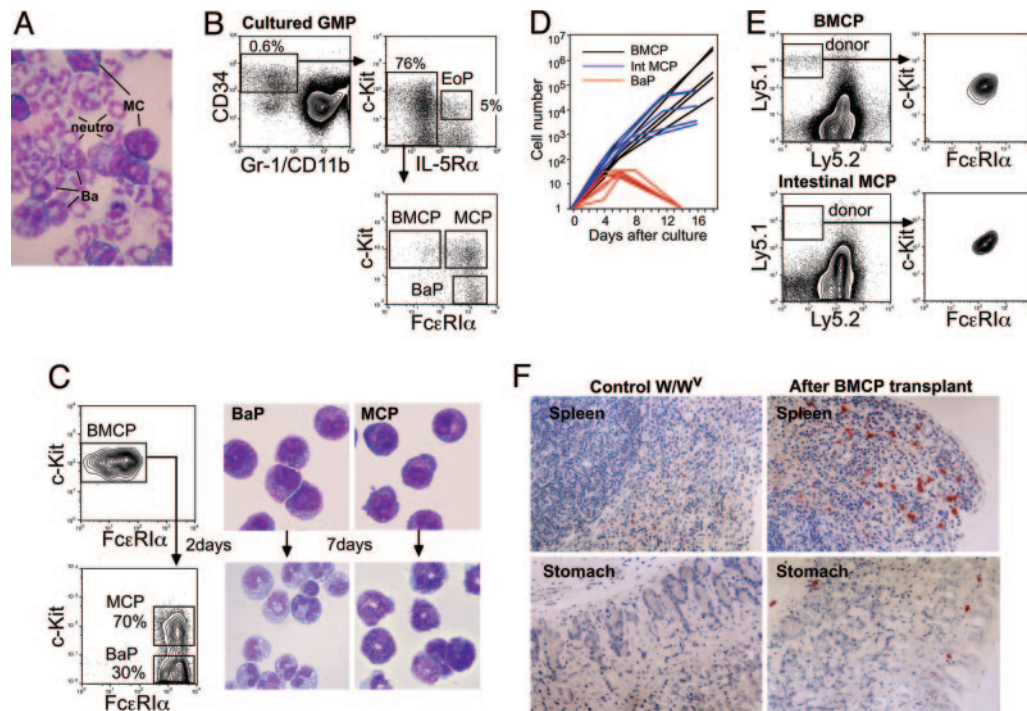 A
MC
neutro
Ba
B
Cultured GMP
0.6%
CD34
Gr-1/CD11b
76%
EoP
5%
c-Kit
IL-5Rα
BMCP
MCP
BaP
c-Kit
FcεRIα
C
BMCP
c-Kit
FcεRIα
2days
MCP
70%
BaP
30%
c-Kit
FcεRIα
BaP
MCP
7days
D
BMCP
Int MCP
BaP
Cell number
10⁷
10⁶
10⁵
10⁴
10³
10²
10
1
0 4 8 12 16
Days after culture
E
BMCP
donor
Ly5.1
Ly5.2
c-Kit
FcεRIα
Intestinal MCP
donor
Ly5.1
Ly5.2
c-Kit
FcεRIα
F
Control W/Wᵛ
After BMCP transplant
Spleen
Spleen
Stomach
Stomach